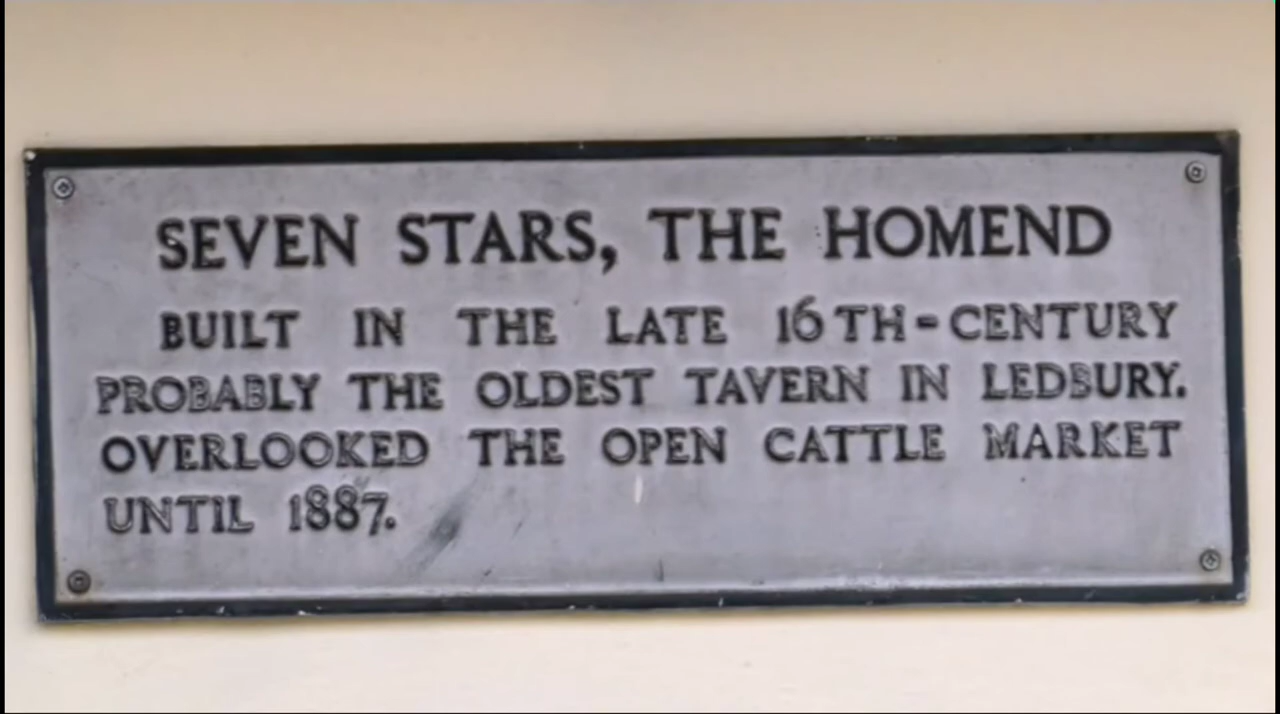 SEVEN STARS, THE HOMEND
BUILT IN THE LATE 16TH-CENTURY
PROBABLY THE OLDEST TAVERN IN LEDBURY.
OVERLOOKED THE OPEN CATTLE MARKET
UNTIL 1887.